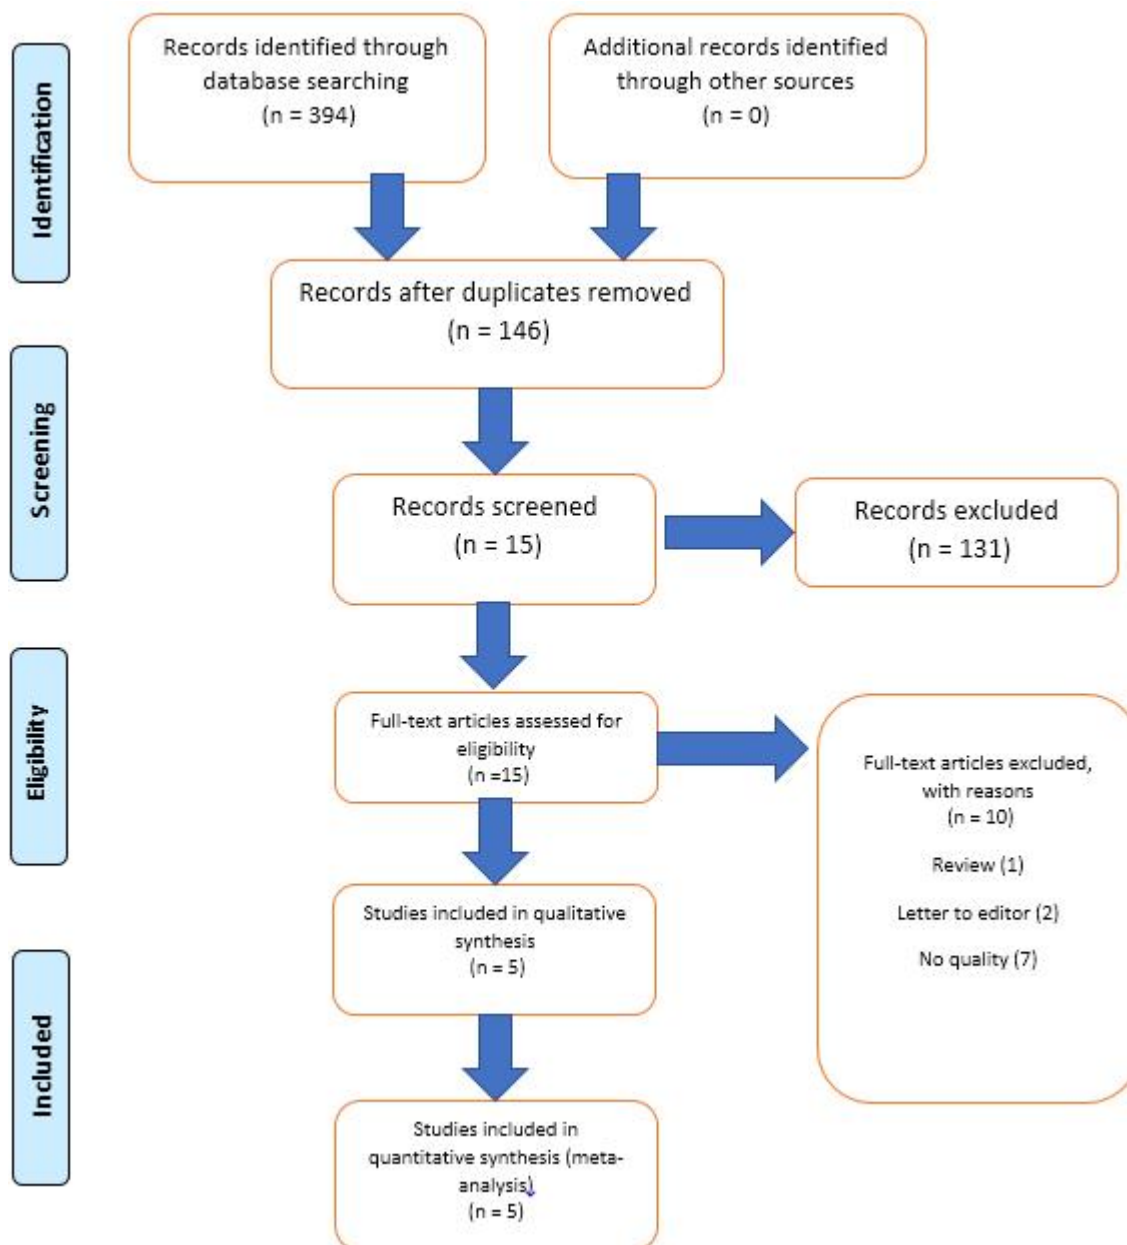 Identification
Records identified through
database searching
(n = 394)
Additional records identified
through other sources
(n = 0)
Records after duplicates removed
(n = 146)
Screening
Records screened
(n = 15)
Records excluded
(n = 131)
Eligibility
Full-text articles assessed for
eligibility
(n =15)
Full-text articles excluded,
with reasons
(n = 10)
Review (1)
Letter to editor (2)
No quality (7)
Studies included in qualitative
synthesis
(n = 5)
Included
Studies included in
quantitative synthesis (meta-
analysis)
(n = 5)